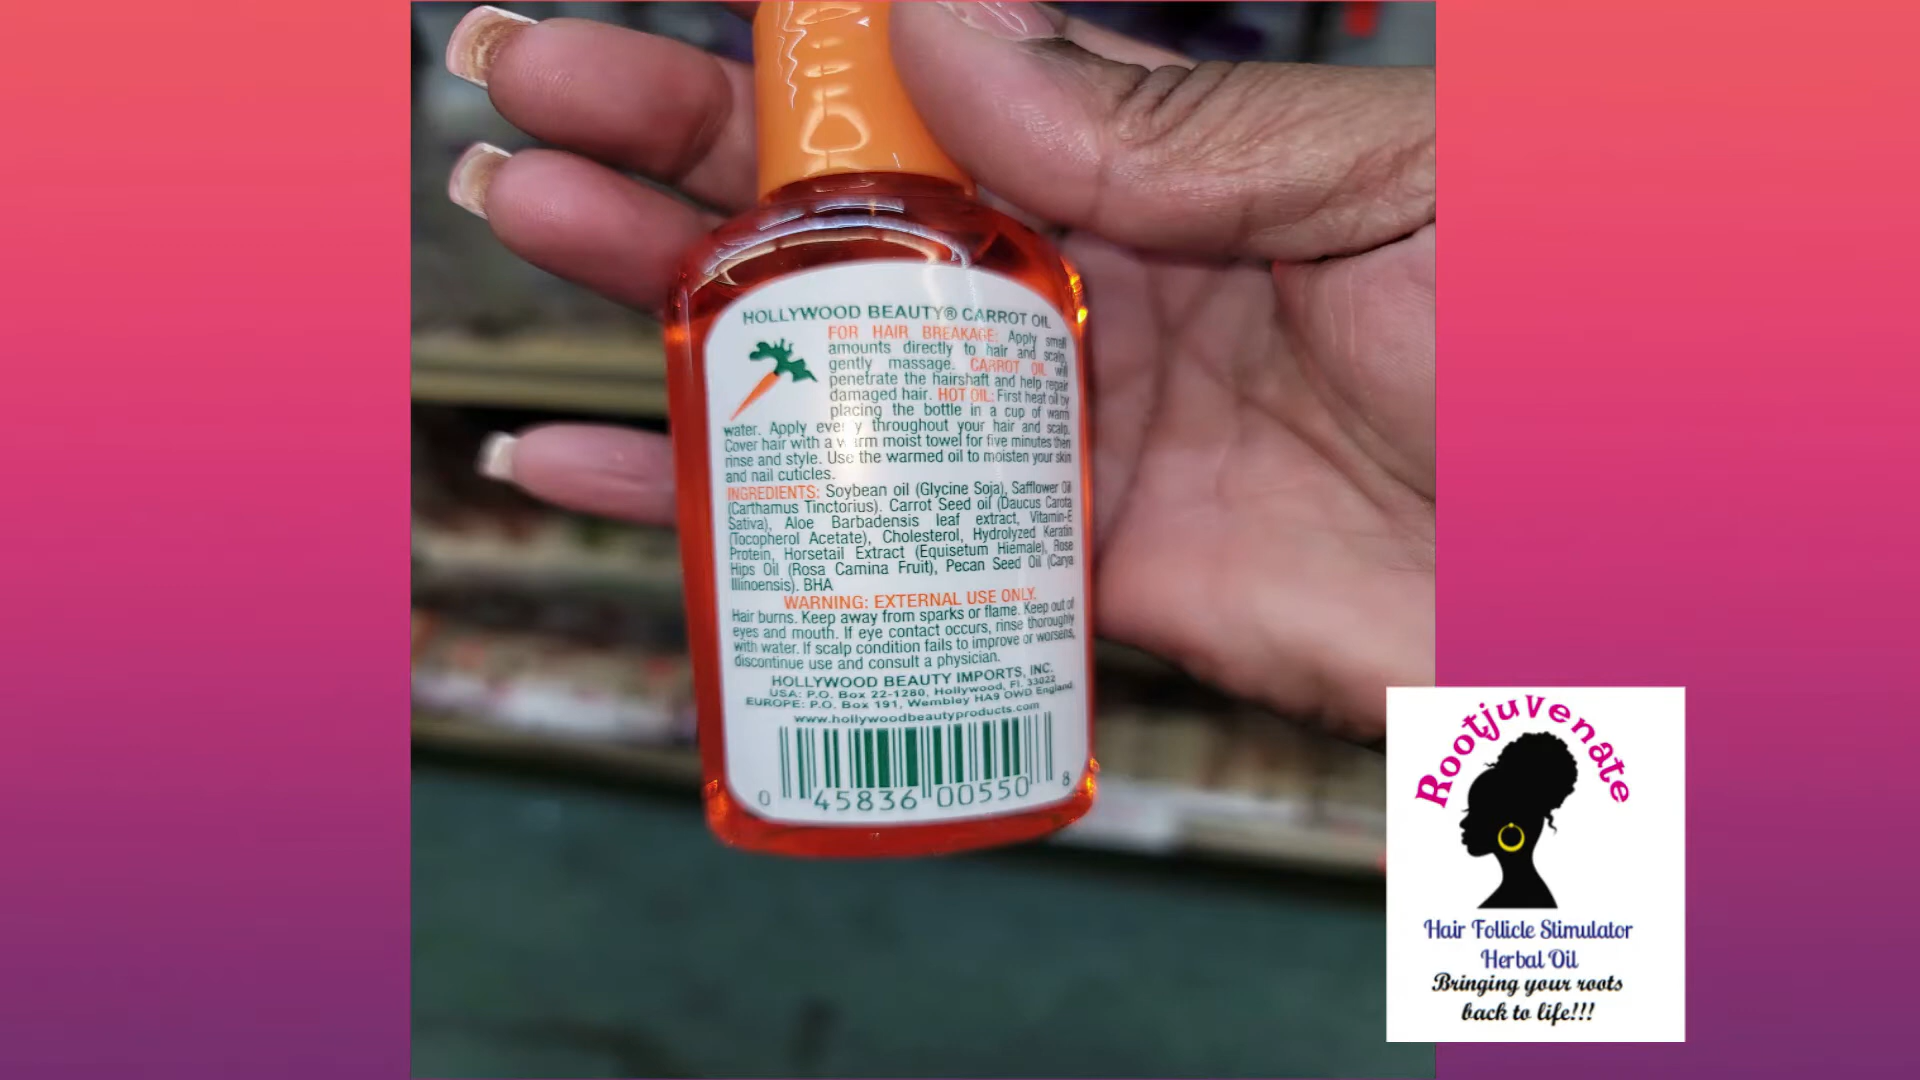 HOLLYWOOD BEAUTY® CARROT OIL
FOR HAIR BREAKAGE: Apply small
amounts directly to hair and scalp,
gently massage. CARROT OIL will
penetrate the hairshaft and help repair
damaged hair. HOT OIL: First heat oil by
placing the bottle in a cup of warm
water. Apply evenly throughout your hair and scalp.
Cover hair with a warm moist towel for five minutes then
rinse and style. Use the warmed oil to moisten your skin
and nail cuticles.
INGREDIENTS: Soybean oil (Glycine Soja), Safflower Oil
(Carthamus Tinctorius). Carrot Seed oil (Daucus Carota
Sativa), Aloe Barbadensis leaf extract, Vitamin-E
(Tocopherol Acetate), Cholesterol, Hydrolyzed Keratin
Protein, Horsetail Extract (Equisetum Hiemale), Rose
Hips Oil (Rosa Camina Fruit), Pecan Seed Oil (Carya
Illinoensis). BHA
WARNING: EXTERNAL USE ONLY.
Hair burns. Keep away from sparks or flame. Keep out of
eyes and mouth. If eye contact occurs, rinse thoroughly
with water. If scalp condition fails to improve or worsens,
discontinue use and consult a physician.
HOLLYWOOD BEAUTY IMPORTS, INC.
USA: P.O. Box 22-1280, Hollywood, Fl. 33022
EUROPE: P.O. Box 191, Wembley HA9 OWD England
www.hollywoodbeautyproducts.com
0 45836 00550 8
Rootjuvenate
Hair Follicle Stimulator
Herbal Oil
Bringing your roots
back to life!!!